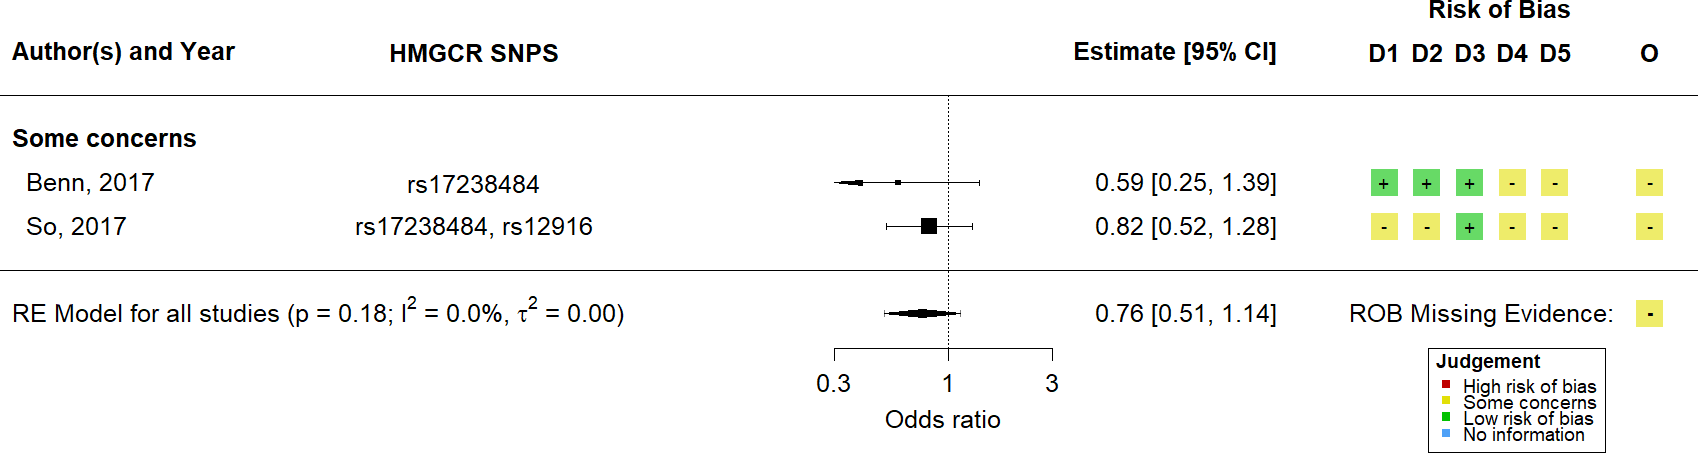 Risk of Bias
Author(s) and Year HMGCR SNPS Estimate [95% CI] D1 D2 D3 D4 D5 O
Some concerns
Benn, 2017 rs17238484 0.59 [0.25, 1.39] + + + - - -
So, 2017 rs17238484, rs12916 0.82 [0.52, 1.28] - - + - - -
RE Model for all studies (p = 0.18; I² = 0.0%, τ² = 0.00) 0.76 [0.51, 1.14] ROB Missing Evidence: -
0.3 1 3
Odds ratio
Judgement
High risk of bias
Some concerns
Low risk of bias
No information